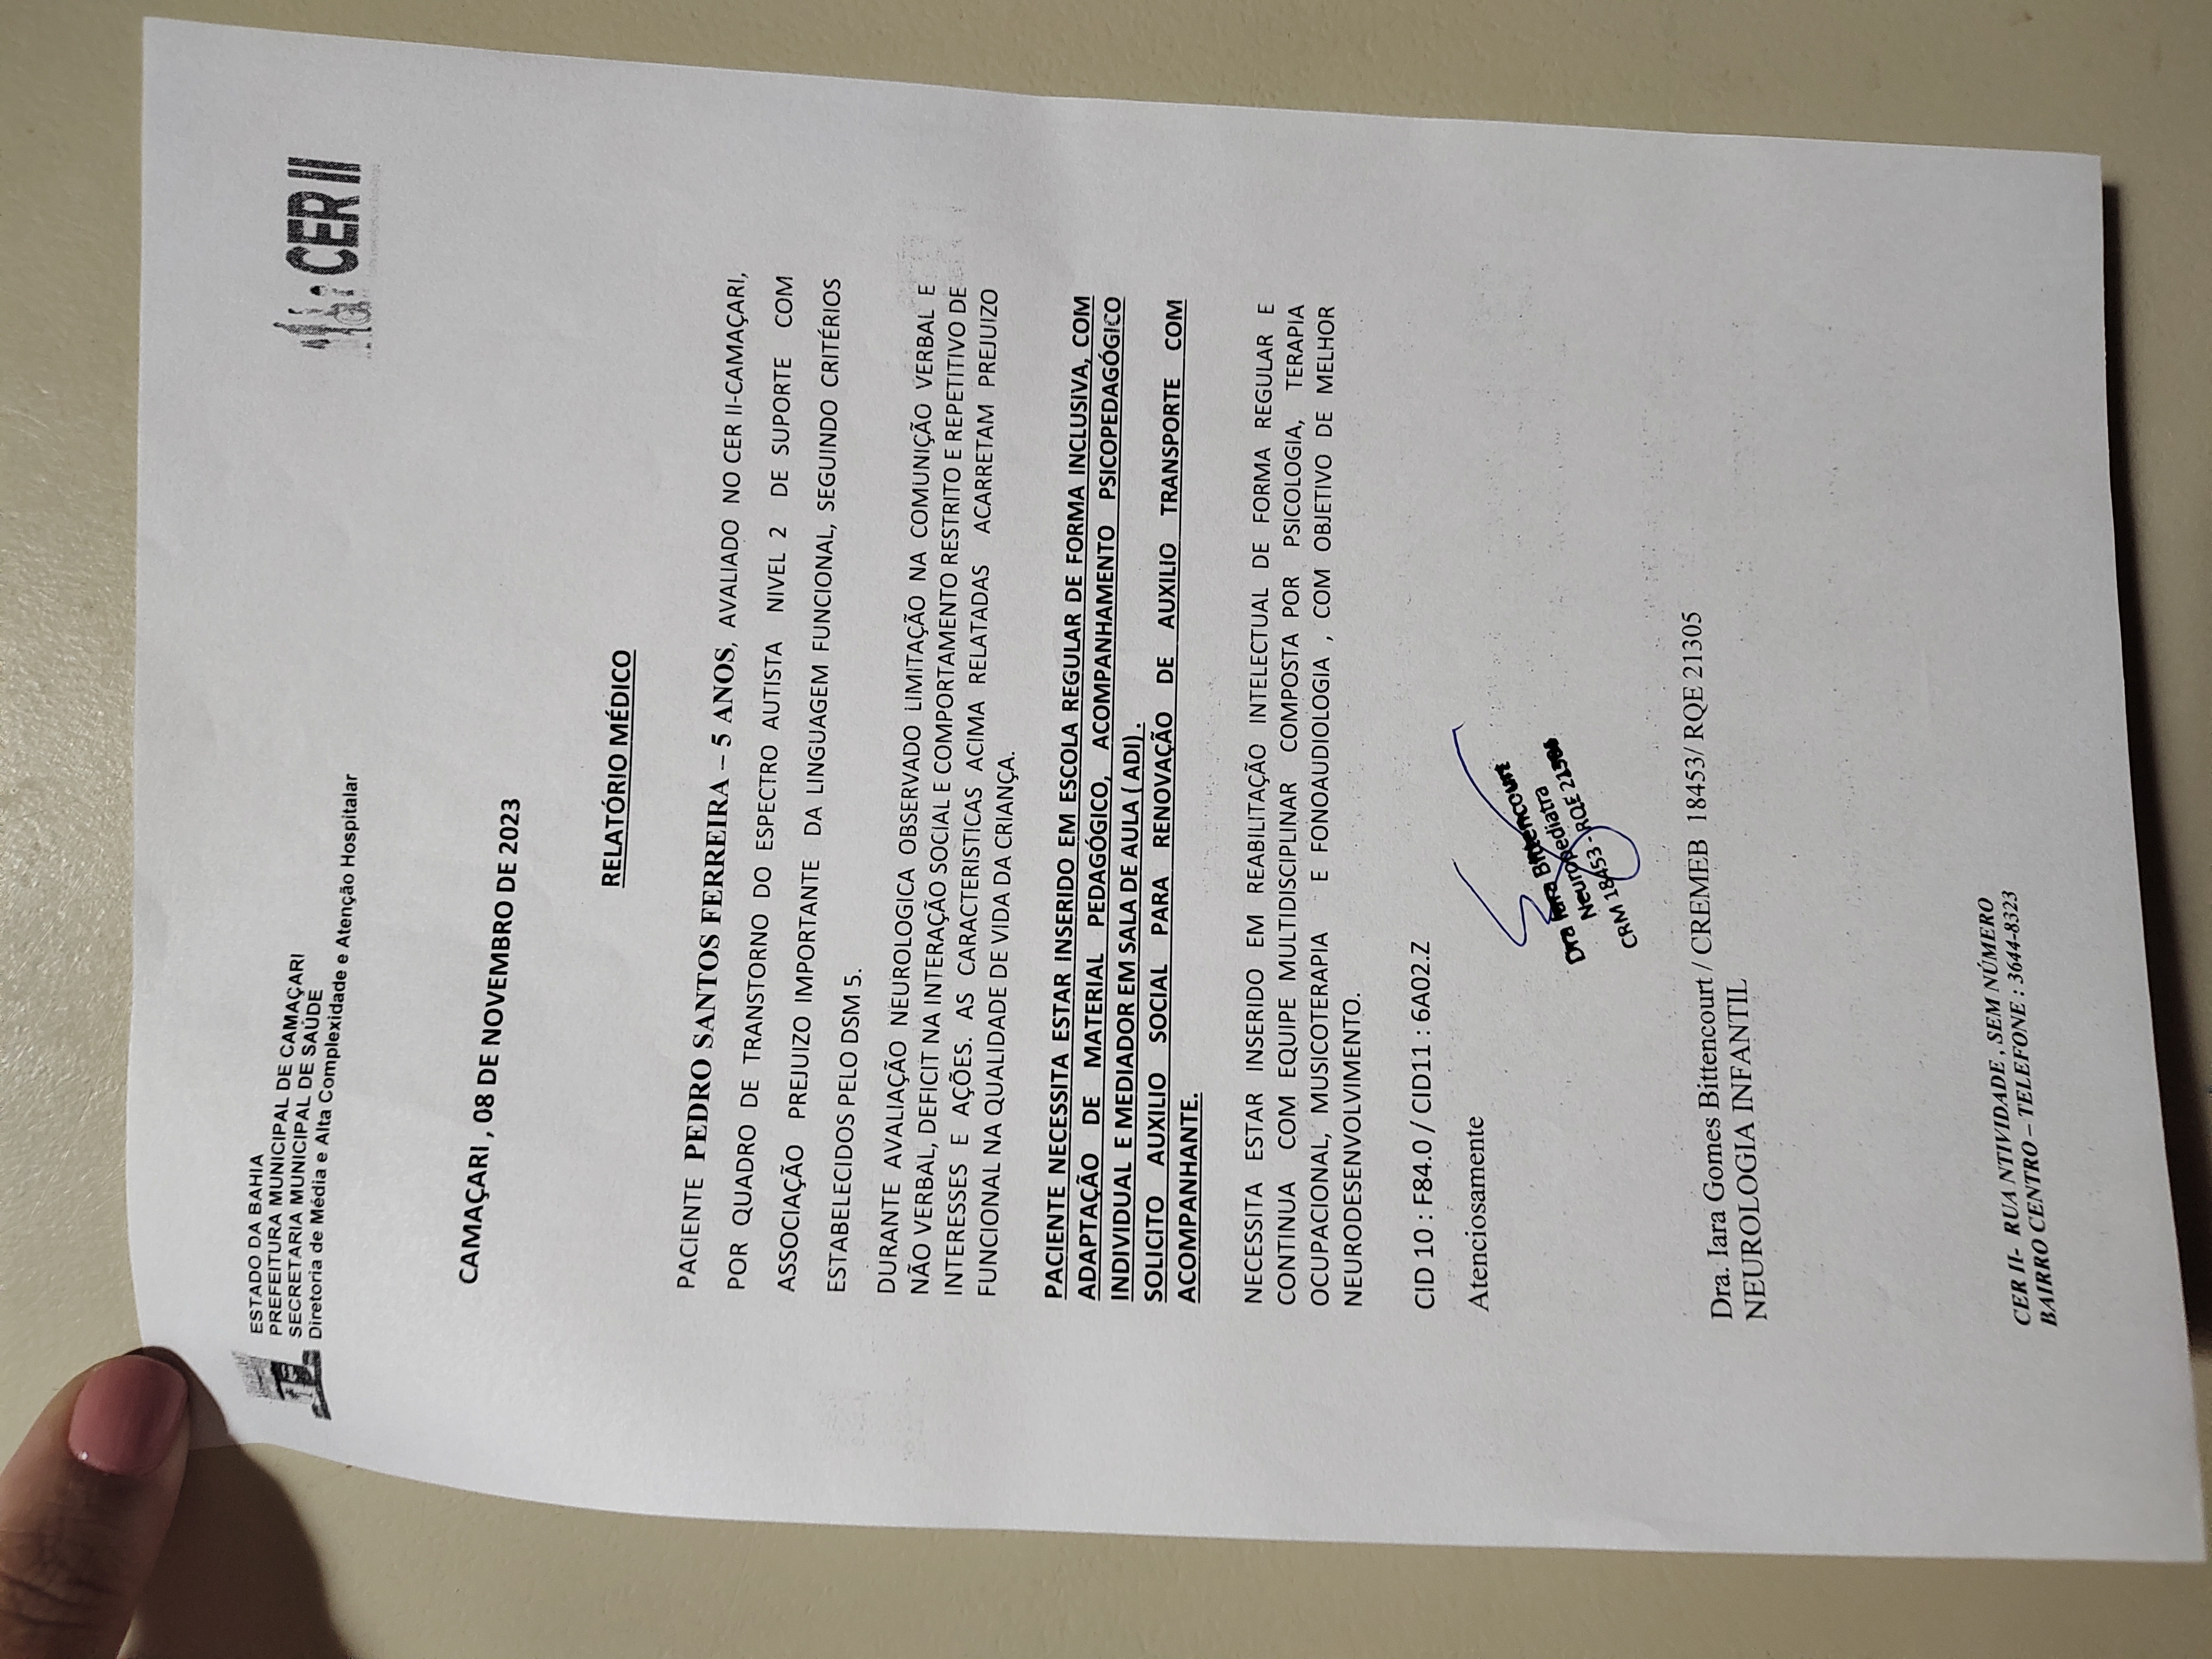 ESTADO DA BAHIA
PREFEITURA MUNICIPAL DE CAMAÇARI
SECRETARIA MUNICIPAL DE SAÚDE
Diretoria de Média e Alta Complexidade e Atenção Hospitalar
CER II
CAMAÇARI , 08 DE NOVEMBRO DE 2023
RELATÓRIO MÉDICO
PACIENTE PEDRO SANTOS FERREIRA – 5 ANOS, AVALIADO NO CER II-CAMAÇARI,
POR QUADRO DE TRANSTORNO DO ESPECTRO AUTISTA NIVEL 2 DE SUPORTE COM
ASSOCIAÇÃO PREJUIZO IMPORTANTE DA LINGUAGEM FUNCIONAL, SEGUINDO CRITÉRIOS
ESTABELECIDOS PELO DSM 5.
DURANTE AVALIAÇÃO NEUROLOGICA OBSERVADO LIMITAÇÃO NA COMUNIÇÃO VERBAL E
NÃO VERBAL, DEFICIT NA INTERAÇÃO SOCIAL E COMPORTAMENTO RESTRITO E REPETITIVO DE
INTERESSES E AÇÕES. AS CARACTERISTICAS ACIMA RELATADAS ACARRETAM PREJUIZO
FUNCIONAL NA QUALIDADE DE VIDA DA CRIANÇA.
PACIENTE NECESSITA ESTAR INSERIDO EM ESCOLA REGULAR DE FORMA INCLUSIVA, COM
ADAPTAÇÃO DE MATERIAL PEDAGÓGICO, ACOMPANHAMENTO PSICOPEDAGÓGICO
INDIVIDUAL E MEDIADOR EM SALA DE AULA ( ADI) .
SOLICITO AUXILIO SOCIAL PARA RENOVAÇÃO DE AUXILIO TRANSPORTE COM
ACOMPANHANTE.
NECESSITA ESTAR INSERIDO EM REABILITAÇÃO INTELECTUAL DE FORMA REGULAR E
CONTINUA COM EQUIPE MULTIDISCIPLINAR COMPOSTA POR PSICOLOGIA, TERAPIA
OCUPACIONAL, MUSICOTERAPIA E FONOAUDIOLOGIA , COM OBJETIVO DE MELHOR
NEURODESENVOLVIMENTO.
CID 10 : F84.0 / CID11 : 6A02.Z
Atenciosamente
Dra Iara Bittencourt
Neuropediatra
CRM 18453 - RQE
Dra. Iara Gomes Bittencourt / CREMEB 18453/ RQE 21305
NEUROLOGIA INFANTIL
CER II- RUA NTIVIDADE , SEM NÚMERO
BAIRRO CENTRO – TELEFONE : 3644-8323